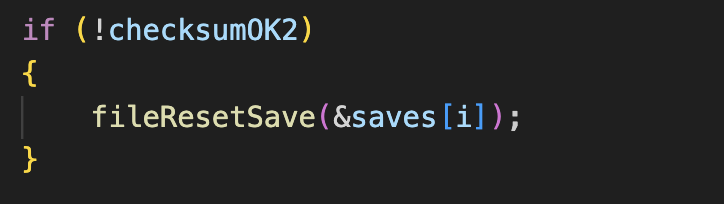 if (!checksumOK2)
{
    fileResetSave(&saves[i]);
}